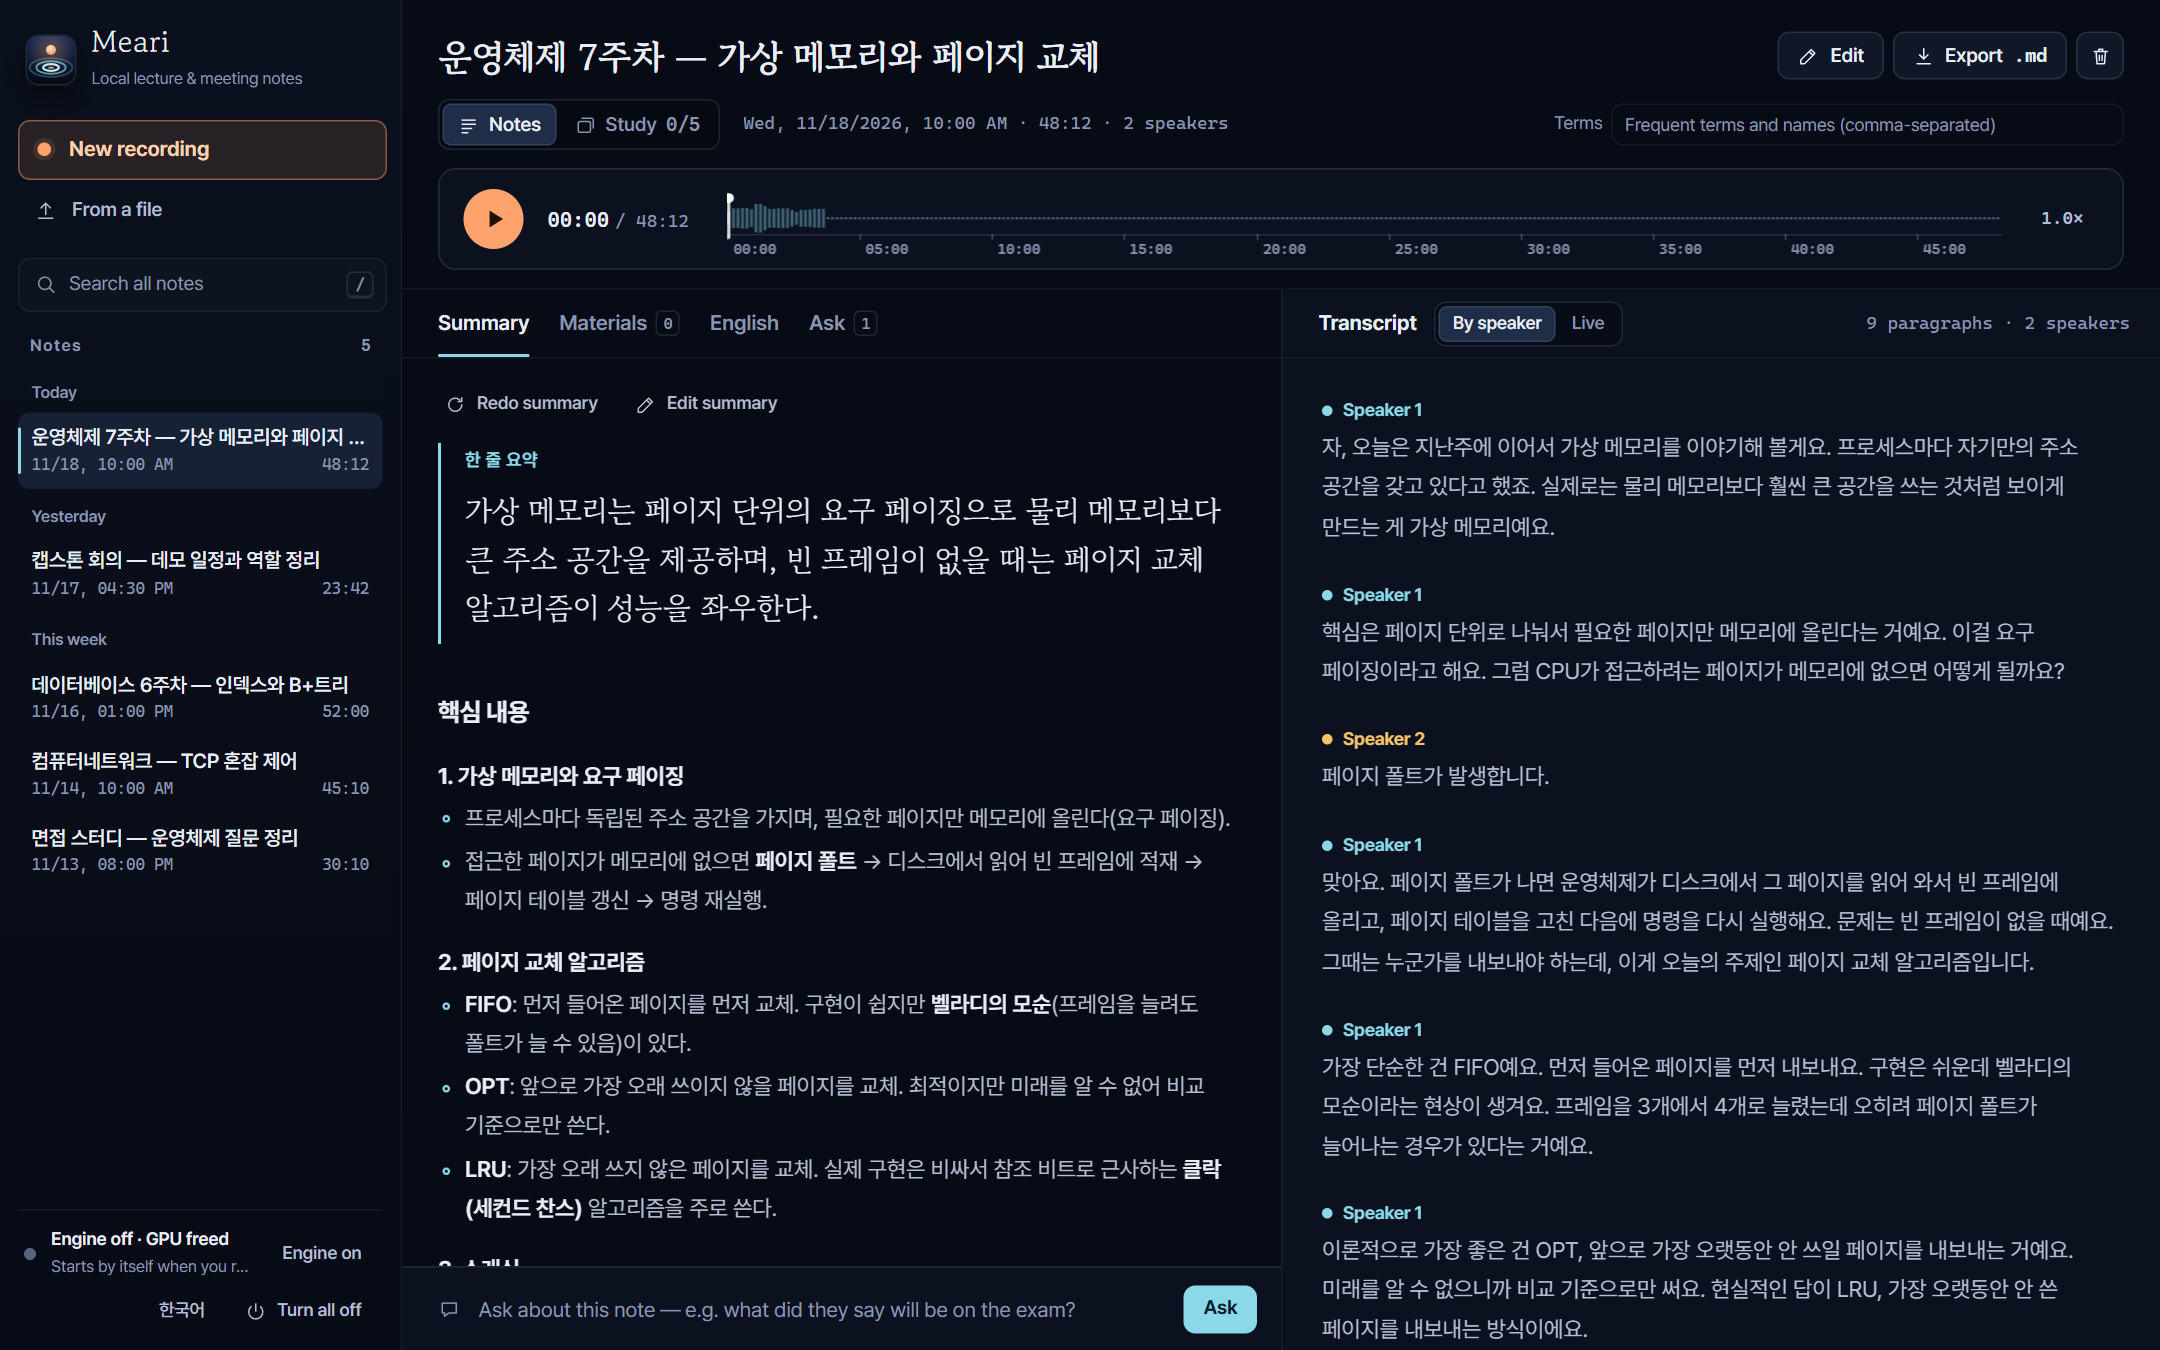 Meari
Local lecture & meeting notes
New recording
From a file
Search all notes
/
Notes
5
Today
운영체제 7주차 — 가상 메모리와 페이지 ...
11/18, 10:00 AM
48:12
Yesterday
캡스톤 회의 — 데모 일정과 역할 정리
11/17, 04:30 PM
23:42
This week
데이터베이스 6주차 — 인덱스와 B+트리
11/16, 01:00 PM
52:00
컴퓨터네트워크 — TCP 혼잡 제어
11/14, 10:00 AM
45:10
면접 스터디 — 운영체제 질문 정리
11/13, 08:00 PM
30:10
Engine off · GPU freed
Starts by itself when you r...
Engine on
한국어
Turn all off
운영체제 7주차 — 가상 메모리와 페이지 교체
Edit
Export .md
Notes
Study 0/5
Wed, 11/18/2026, 10:00 AM · 48:12 · 2 speakers
Terms
Frequent terms and names (comma-separated)
00:00 / 48:12
00:00
05:00
10:00
15:00
20:00
25:00
30:00
35:00
40:00
45:00
1.0×
Summary
Materials 0
English
Ask 1
Redo summary
Edit summary
한 줄 요약
가상 메모리는 페이지 단위의 요구 페이징으로 물리 메모리보다
큰 주소 공간을 제공하며, 빈 프레임이 없을 때는 페이지 교체
알고리즘이 성능을 좌우한다.
핵심 내용
1. 가상 메모리와 요구 페이징
프로세스마다 독립된 주소 공간을 가지며, 필요한 페이지만 메모리에 올린다(요구 페이징).
접근한 페이지가 메모리에 없으면 페이지 폴트 → 디스크에서 읽어 빈 프레임에 적재 →
페이지 테이블 갱신 → 명령 재실행.
2. 페이지 교체 알고리즘
FIFO: 먼저 들어온 페이지를 먼저 교체. 구현이 쉽지만 벨라디의 모순(프레임을 늘려도
폴트가 늘 수 있음)이 있다.
OPT: 앞으로 가장 오래 쓰이지 않을 페이지를 교체. 최적이지만 미래를 알 수 없어 비교
기준으로만 쓴다.
LRU: 가장 오래 쓰지 않은 페이지를 교체. 실제 구현은 비싸서 참조 비트로 근사하는 클락
(세컨드 찬스) 알고리즘을 주로 쓴다.
Ask about this note — e.g. what did they say will be on the exam?
Ask
Transcript
By speaker
Live
9 paragraphs · 2 speakers
Speaker 1
자, 오늘은 지난주에 이어서 가상 메모리를 이야기해 볼게요. 프로세스마다 자기만의 주소
공간을 갖고 있다고 했죠. 실제로는 물리 메모리보다 훨씬 큰 공간을 쓰는 것처럼 보이게
만드는 게 가상 메모리예요.
Speaker 1
핵심은 페이지 단위로 나눠서 필요한 페이지만 메모리에 올린다는 거예요. 이걸 요구
페이징이라고 해요. 그럼 CPU가 접근하려는 페이지가 메모리에 없으면 어떻게 될까요?
Speaker 2
페이지 폴트가 발생합니다.
Speaker 1
맞아요. 페이지 폴트가 나면 운영체제가 디스크에서 그 페이지를 읽어 와서 빈 프레임에
올리고, 페이지 테이블을 고친 다음에 명령을 다시 실행해요. 문제는 빈 프레임이 없을 때예요.
그때는 누군가를 내보내야 하는데, 이게 오늘의 주제인 페이지 교체 알고리즘입니다.
Speaker 1
가장 단순한 건 FIFO예요. 먼저 들어온 페이지를 먼저 내보내요. 구현은 쉬운데 벨라디의
모순이라는 현상이 생겨요. 프레임을 3개에서 4개로 늘렸는데 오히려 페이지 폴트가
늘어나는 경우가 있다는 거예요.
Speaker 1
이론적으로 가장 좋은 건 OPT, 앞으로 가장 오랫동안 안 쓰일 페이지를 내보내는 거예요.
미래를 알 수 없으니까 비교 기준으로만 써요. 현실적인 답이 LRU, 가장 오랫동안 안 쓴
페이지를 내보내는 방식이에요.